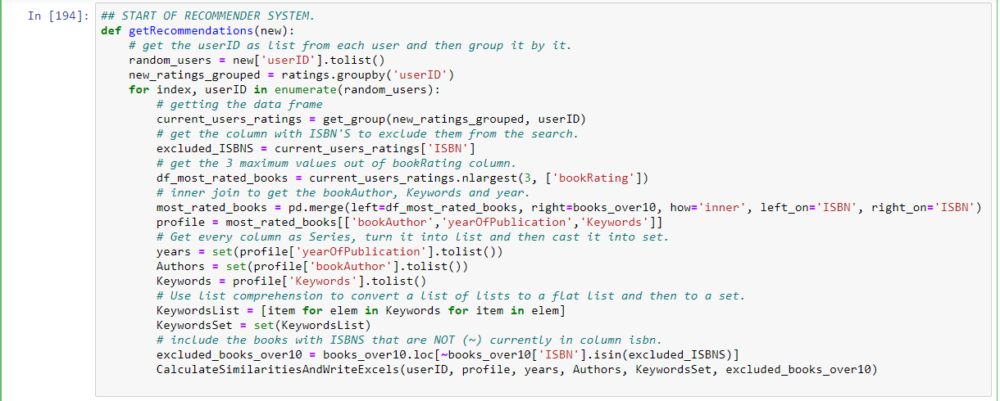 In [194]: ## START OF RECOMMENDER SYSTEM.
def getRecommendations(new):
    # get the userID as list from each user and then group it by it.
    random_users = new['userID'].tolist()
    new_ratings_grouped = ratings.groupby('userID')
    for index, userID in enumerate(random_users):
        # getting the data frame
        current_users_ratings = get_group(new_ratings_grouped, userID)
        # get the column with ISBN'S to exclude them from the search.
        excluded_ISBNS = current_users_ratings['ISBN']
        # get the 3 maximum values out of bookRating column.
        df_most_rated_books = current_users_ratings.nlargest(3, ['bookRating'])
        # inner join to get the bookAuthor, Keywords and year.
        most_rated_books = pd.merge(left=df_most_rated_books, right=books_over10, how='inner', left_on='ISBN', right_on='ISBN')
        profile = most_rated_books[['bookAuthor','yearOfPublication','Keywords']]
        # Get every column as Series, turn it into list and then cast it into set.
        years = set(profile['yearOfPublication'].tolist())
        Authors = set(profile['bookAuthor'].tolist())
        Keywords = profile['Keywords'].tolist()
        # Use list comprehension to convert a list of lists to a flat list and then to a set.
        KeywordsList = [item for elem in Keywords for item in elem]
        KeywordsSet = set(KeywordsList)
        # include the books with ISBNS that are NOT (~) currently in column isbn.
        excluded_books_over10 = books_over10.loc[~books_over10['ISBN'].isin(excluded_ISBNS)]
        CalculateSimilaritiesAndWriteExcels(userID, profile, years, Authors, KeywordsSet, excluded_books_over10)